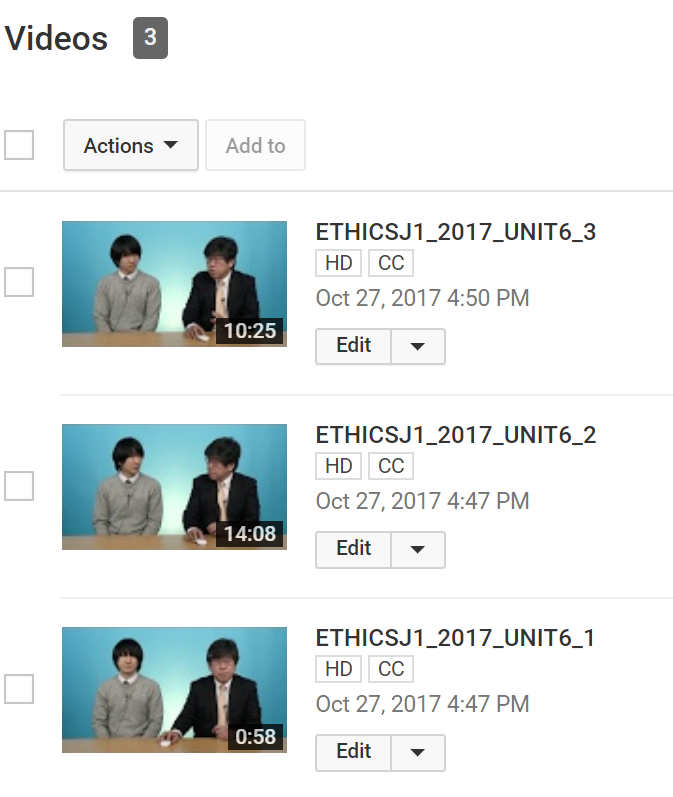 Videos 3
Actions Add to
ETHICSJ1_2017_UNIT6_3
HD CC
Oct 27, 2017 4:50 PM
10:25
Edit
ETHICSJ1_2017_UNIT6_2
HD CC
Oct 27, 2017 4:47 PM
14:08
Edit
ETHICSJ1_2017_UNIT6_1
HD CC
Oct 27, 2017 4:47 PM
0:58
Edit